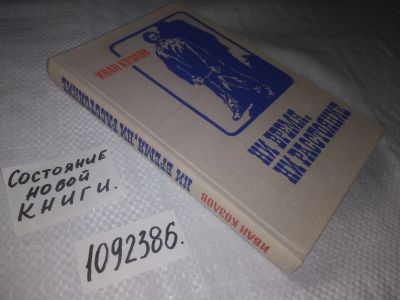 ИВАН КОЗЛОВ
НИ ВРЕМЯ,
НИ РАССТОЯНИЕ
ИВАН КОЗЛОВ
НИ ВРЕМЯ, НИ РАССТОЯНИЕ
СОСТОЯНИЕ
НОВОЙ
КНИГИ.
1092386.